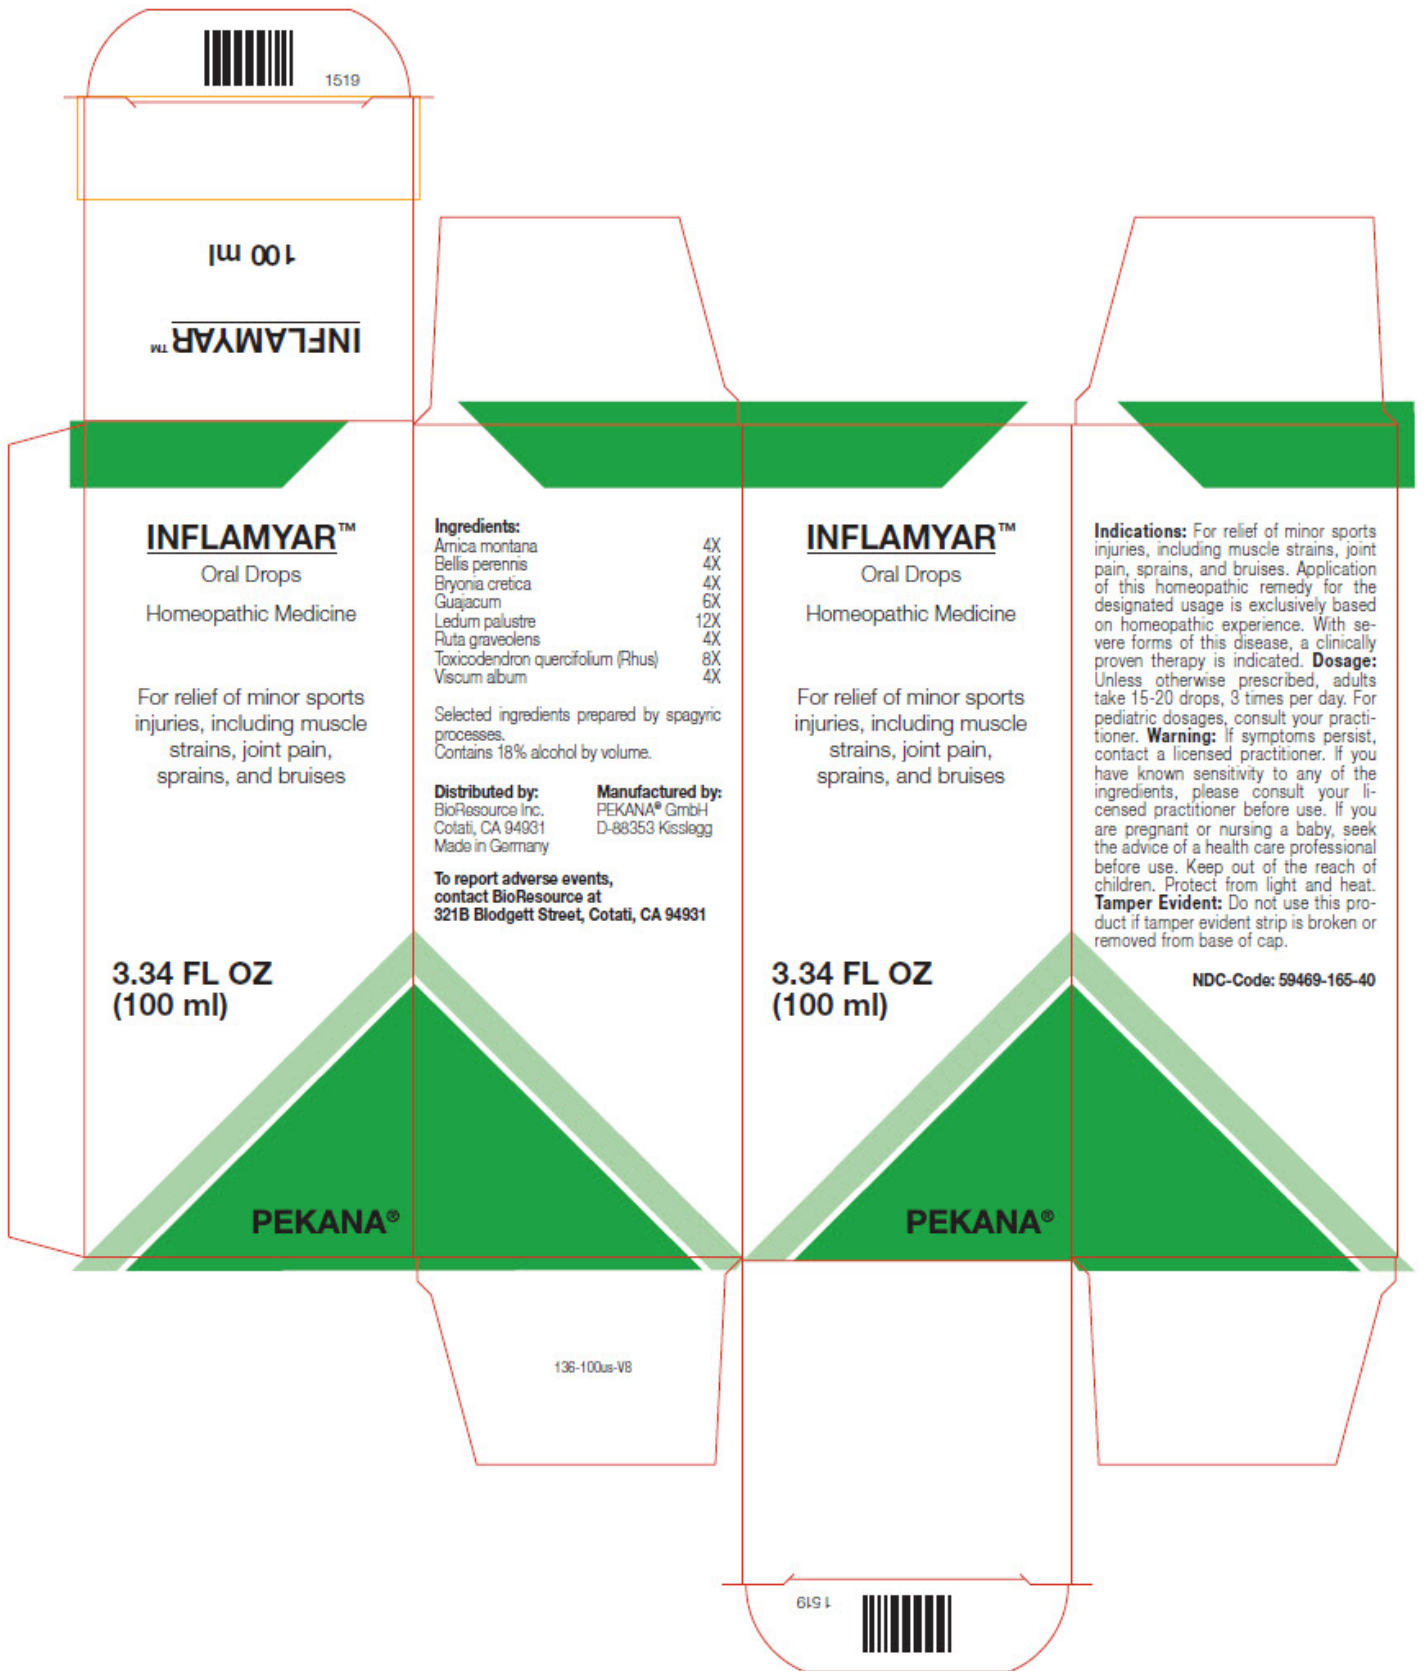 1519
100 ml
INFLAMYAR™
INFLAMYAR™
Oral Drops
Homeopathic Medicine
For relief of minor sports
injuries, including muscle
strains, joint pain,
sprains, and bruises
3.34 FL OZ
(100 ml)
PEKANA®
Ingredients:
Arnica montana 4X
Bellis perennis 4X
Bryonia cretica 4X
Guajacum 6X
Ledum palustre 12X
Ruta graveolens 4X
Toxicodendron quercifolium (Rhus) 8X
Viscum album 4X
Selected ingredients prepared by spagyric
processes.
Contains 18% alcohol by volume.
Distributed by: Manufactured by:
BioResource Inc. PEKANA® GmbH
Cotati, CA 94931 D-88353 Kisslegg
Made in Germany
To report adverse events,
contact BioResource at
321B Blodgett Street, Cotati, CA 94931
136-100us-V8
INFLAMYAR™
Oral Drops
Homeopathic Medicine
For relief of minor sports
injuries, including muscle
strains, joint pain,
sprains, and bruises
3.34 FL OZ
(100 ml)
PEKANA®
Indications: For relief of minor sports
injuries, including muscle strains, joint
pain, sprains, and bruises. Application
of this homeopathic remedy for the
designated usage is exclusively based
on homeopathic experience. With se-
vere forms of this disease, a clinically
proven therapy is indicated. Dosage:
Unless otherwise prescribed, adults
take 15-20 drops, 3 times per day. For
pediatric dosages, consult your practi-
tioner. Warning: If symptoms persist,
contact a licensed practitioner. If you
have known sensitivity to any of the
ingredients, please consult your li-
censed practitioner before use. If you
are pregnant or nursing a baby, seek
the advice of a health care professional
before use. Keep out of the reach of
children. Protect from light and heat.
Tamper Evident: Do not use this pro-
duct if tamper evident strip is broken or
removed from base of cap.
NDC-Code: 59469-165-40
1519